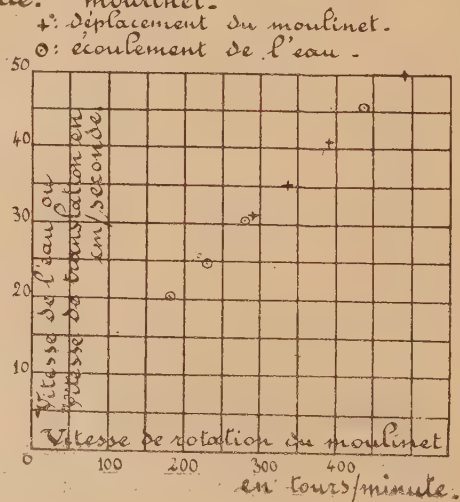 moulinet.
+: déplacement du moulinet.
⊙: écoulement de l'eau.
50
40
30
20
10
0
Vitesse de l'eau ou
vitesse de translation en
cm/seconde.
Vitesse de rotation du moulinet
0 100 200 300 400
en tours/minute.